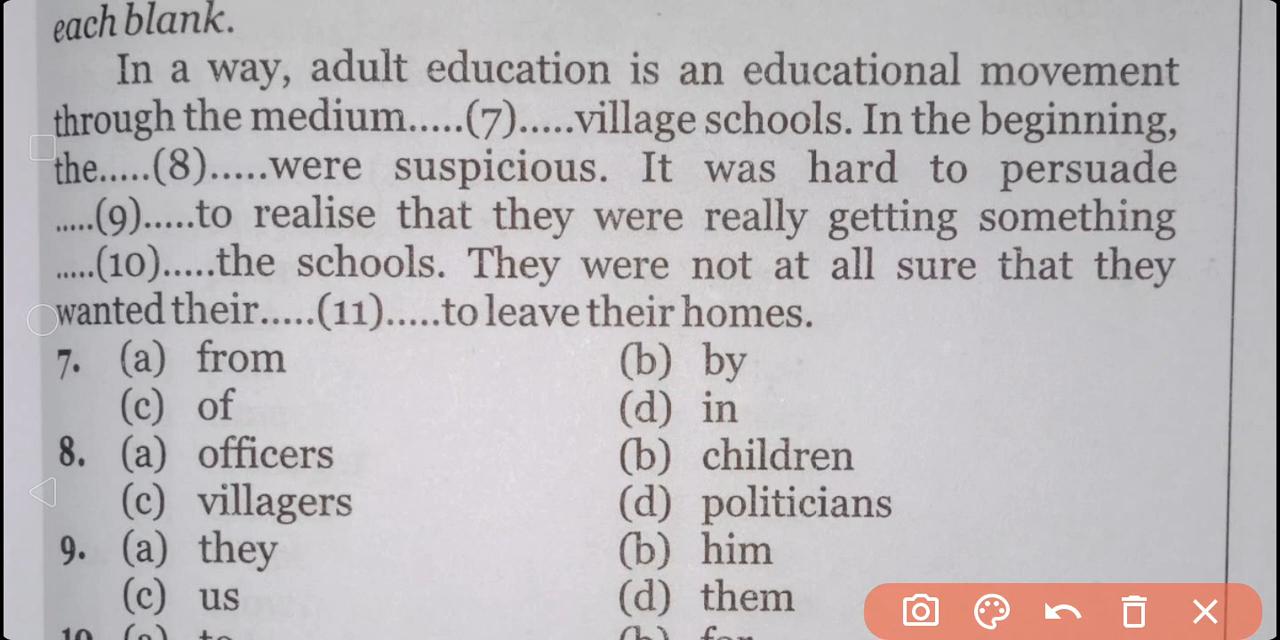 each blank.
In a way, adult education is an educational movement
through the medium.....(7).....village schools. In the beginning,
the.....(8).....were suspicious. It was hard to persuade
.....(9).....to realise that they were really getting something
.....(10).....the schools. They were not at all sure that they
wanted their.....(11).....to leave their homes.
7. (a) from (b) by
(c) of (d) in
8. (a) officers (b) children
(c) villagers (d) politicians
9. (a) they (b) him
(c) us (d) them
10 (a) to (b) for